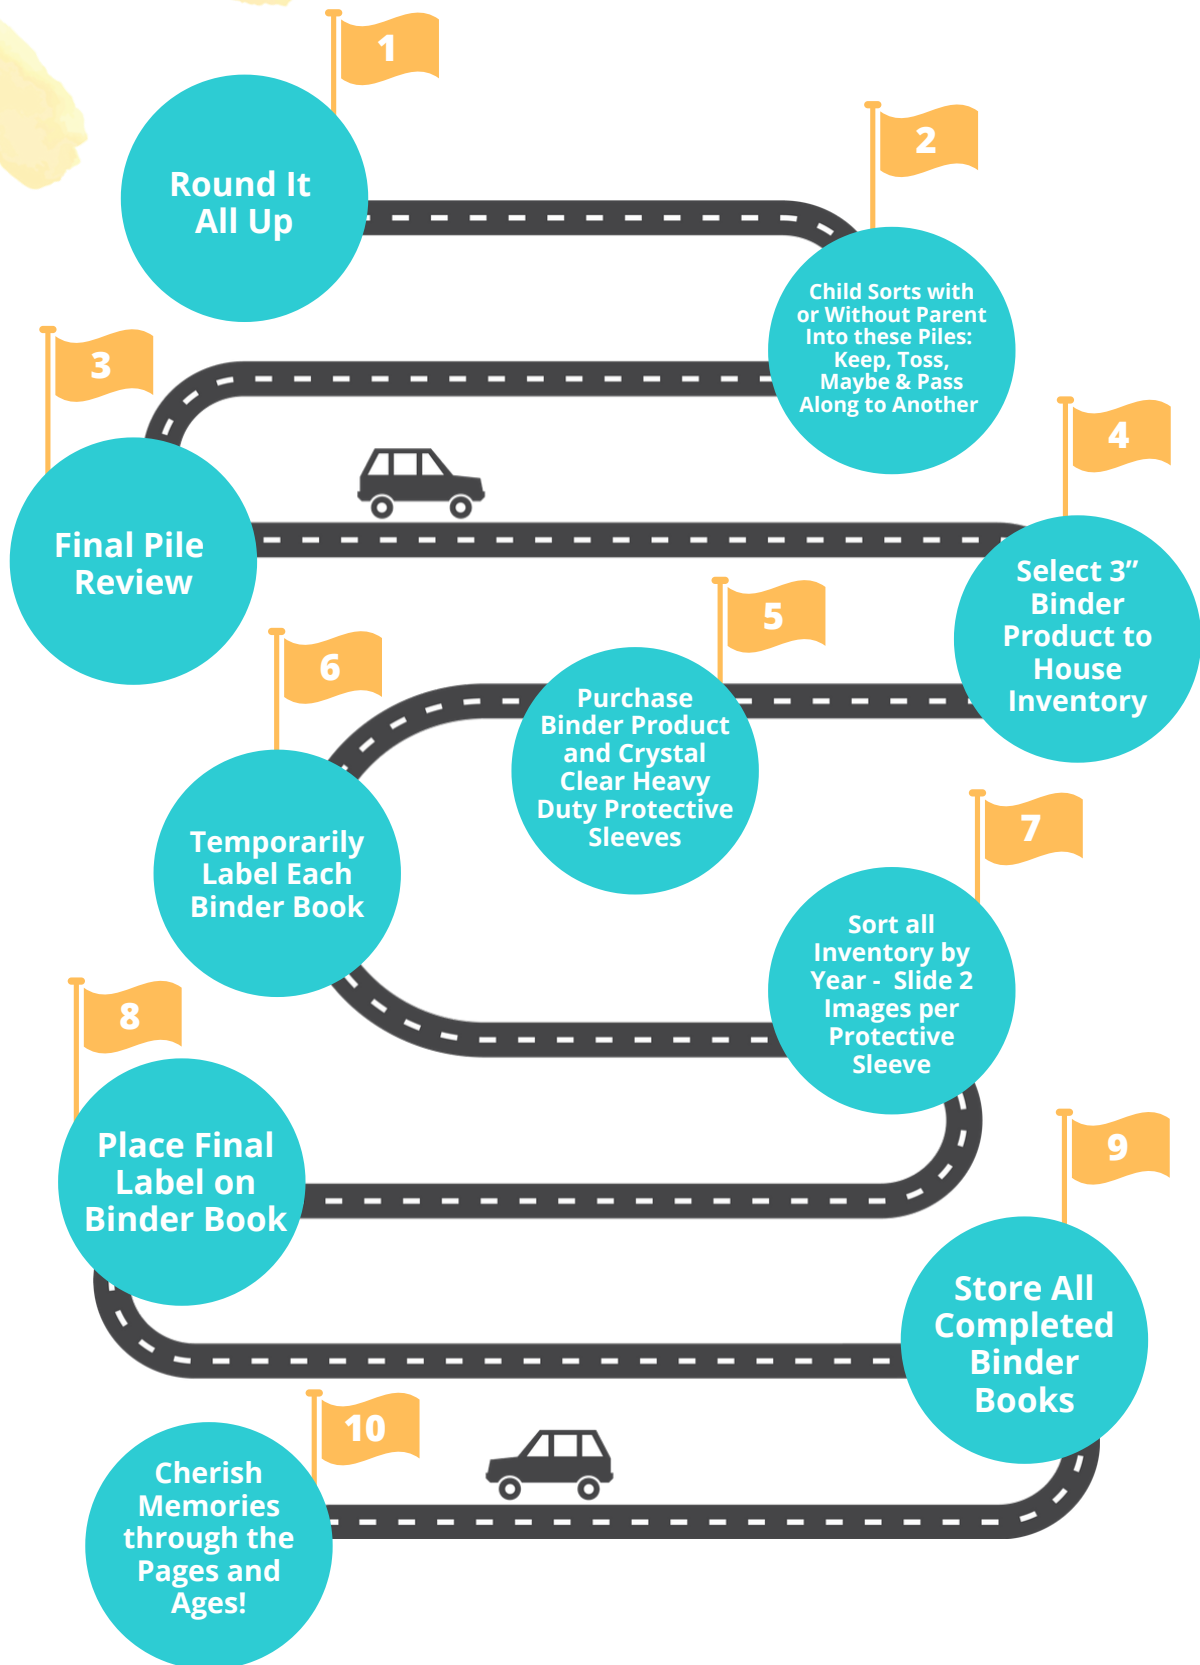 1
Round It
All Up
2
Child Sorts with
or Without Parent
Into these Piles:
Keep, Toss,
Maybe & Pass
Along to Another
3
Final Pile
Review
4
Select 3”
Binder
Product to
House
Inventory
5
Purchase
Binder Product
and Crystal
Clear Heavy
Duty Protective
Sleeves
6
Temporarily
Label Each
Binder Book
7
Sort all
Inventory by
Year - Slide 2
Images per
Protective
Sleeve
8
Place Final
Label on
Binder Book
9
Store All
Completed
Binder
Books
10
Cherish
Memories
through the
Pages and
Ages!